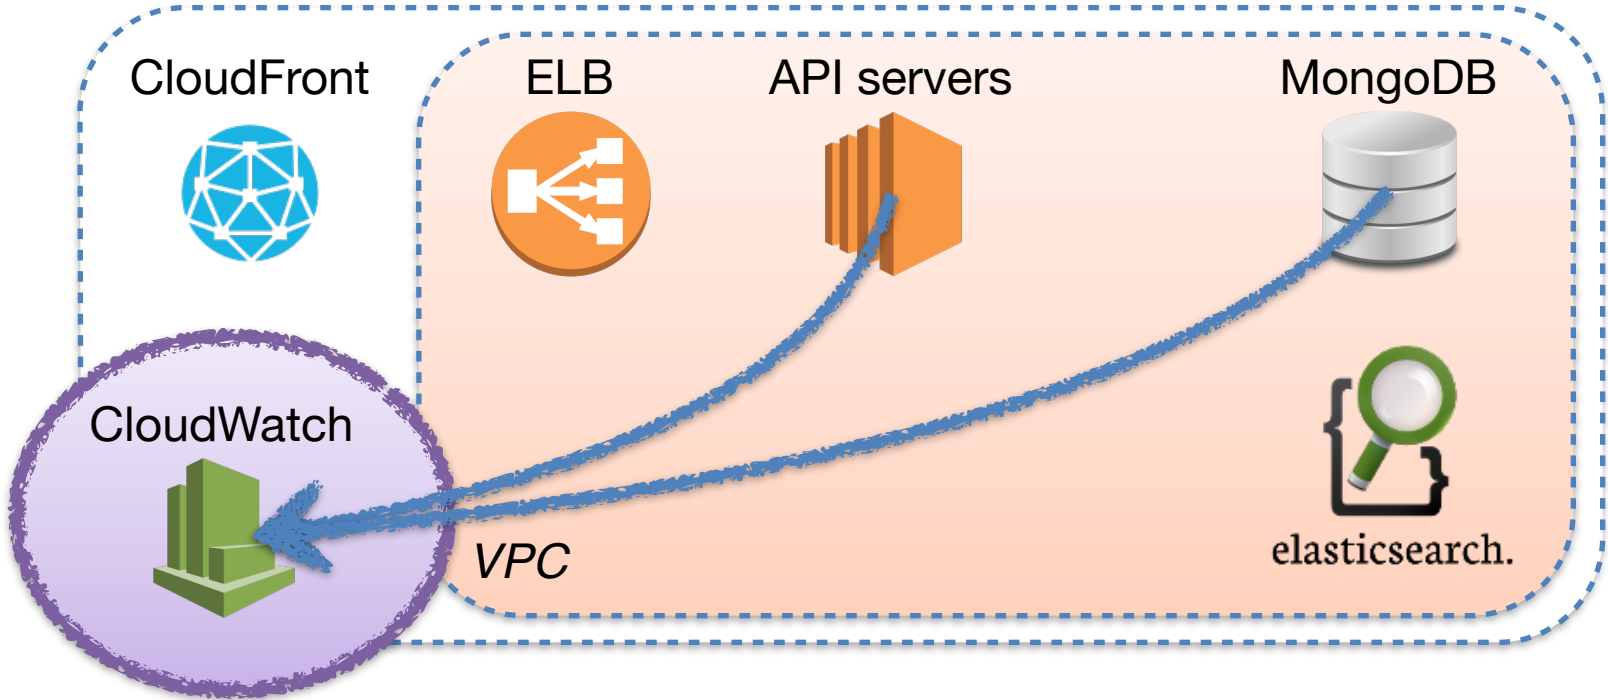 CloudFront
ELB
API servers
MongoDB
CloudWatch
VPC
elasticsearch.